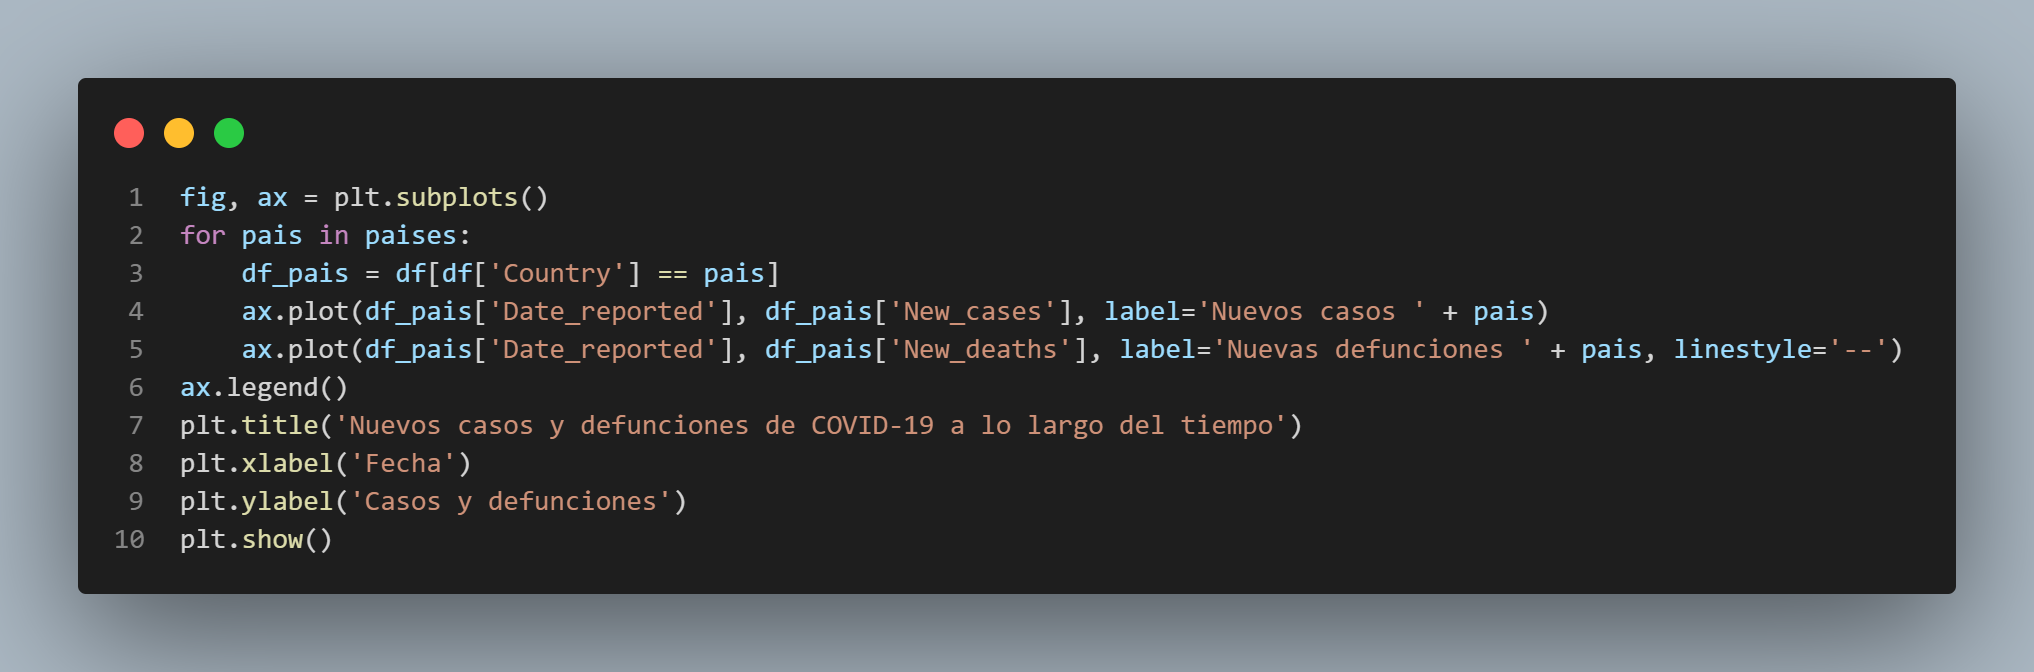 1 fig, ax = plt.subplots()
2 for pais in paises:
3     df_pais = df[df['Country'] == pais]
4     ax.plot(df_pais['Date_reported'], df_pais['New_cases'], label='Nuevos casos ' + pais)
5     ax.plot(df_pais['Date_reported'], df_pais['New_deaths'], label='Nuevas defunciones ' + pais, linestyle='--')
6 ax.legend()
7 plt.title('Nuevos casos y defunciones de COVID-19 a lo largo del tiempo')
8 plt.xlabel('Fecha')
9 plt.ylabel('Casos y defunciones')
10 plt.show()